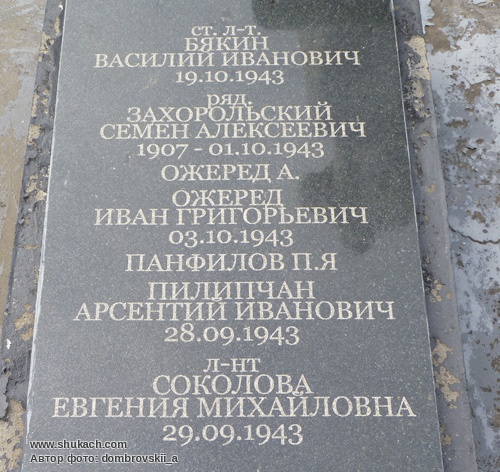 ст. л-т.
БЯКИН
ВАСИЛИЙ ИВАНОВИЧ
19.10.1943
ряд.
ЗАХОРОЛЬСКИЙ
СЕМЕН АЛЕКСЕЕВИЧ
1907 - 01.10.1943
ОЖЕРЕД А.
ОЖЕРЕД
ИВАН ГРИГОРЬЕВИЧ
03.10.1943
ПАНФИЛОВ П.Я
ПИЛИПЧАН
АРСЕНТИЙ ИВАНОВИЧ
28.09.1943
л-нт
СОКОЛОВА
ЕВГЕНИЯ МИХАЙЛОВНА
29.09.1943
www.shukach.com
Автор фото: dombrovskii_a